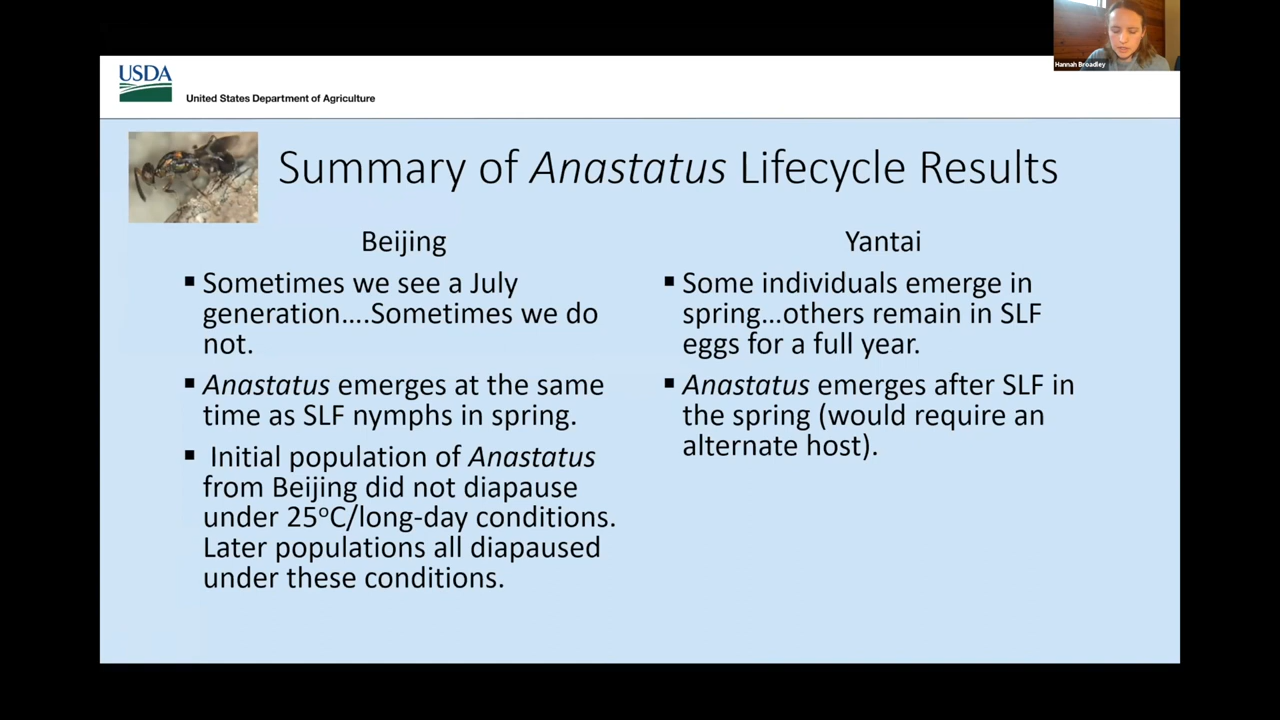 Hannah Broadley
USDA
United States Department of Agriculture
Summary of Anastatus Lifecycle Results
Beijing
▪ Sometimes we see a July
generation....Sometimes we do
not.
▪ Anastatus emerges at the same
time as SLF nymphs in spring.
▪ Initial population of Anastatus
from Beijing did not diapause
under 25ºC/long-day conditions.
Later populations all diapaused
under these conditions.
Yantai
▪ Some individuals emerge in
spring...others remain in SLF
eggs for a full year.
▪ Anastatus emerges after SLF in
the spring (would require an
alternate host).